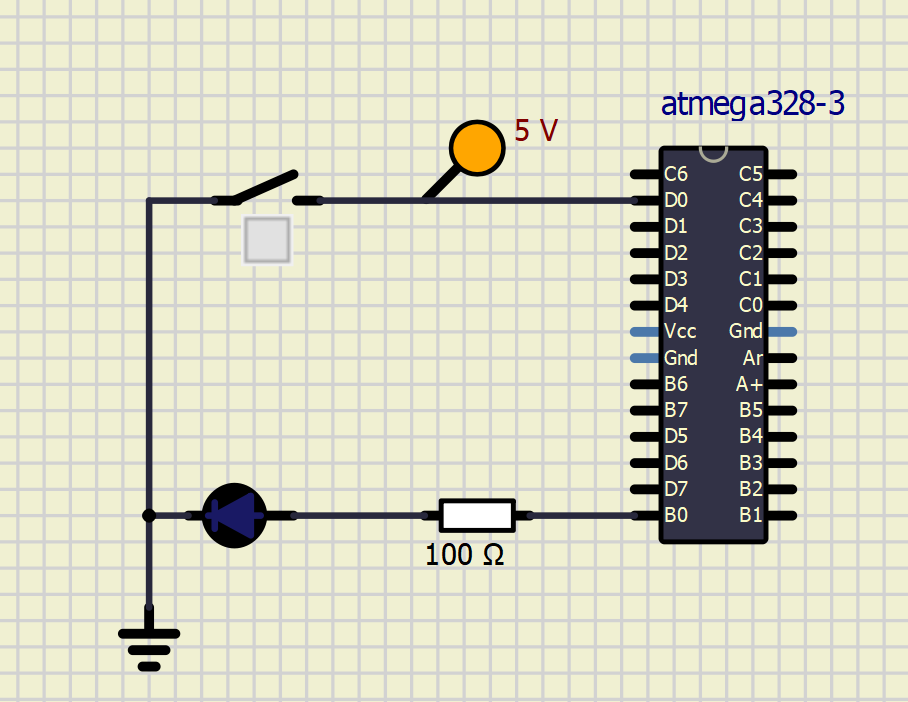 atmega328-3
5 V
C6 C5
D0 C4
D1 C3
D2 C2
D3 C1
D4 C0
Vcc Gnd
Gnd Ar
B6 A+
B7 B5
D5 B4
D6 B3
D7 B2
B0 B1
100 Ω